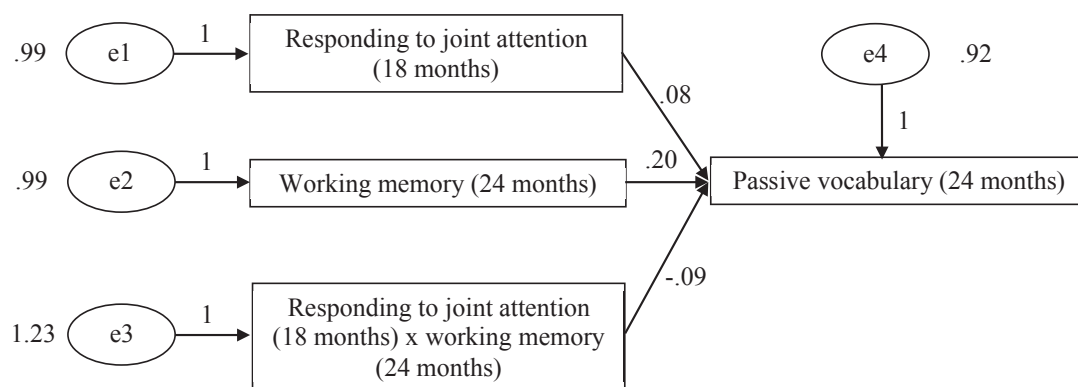 .99
e1
1
Responding to joint attention
(18 months)
.08
e4
.92
1
.99
e2
1
Working memory (24 months)
.20
Passive vocabulary (24 months)
1.23
e3
1
Responding to joint attention
(18 months) x working memory
(24 months)
-.09